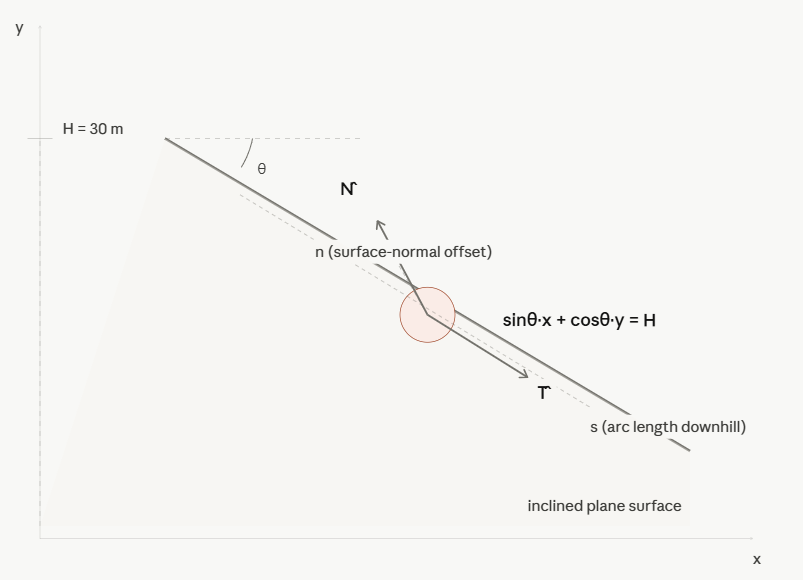 y
H = 30 m
θ
N⃗
n (surface-normal offset)
sinθ·x + cosθ·y = H
T⃗
s (arc length downhill)
inclined plane surface
x